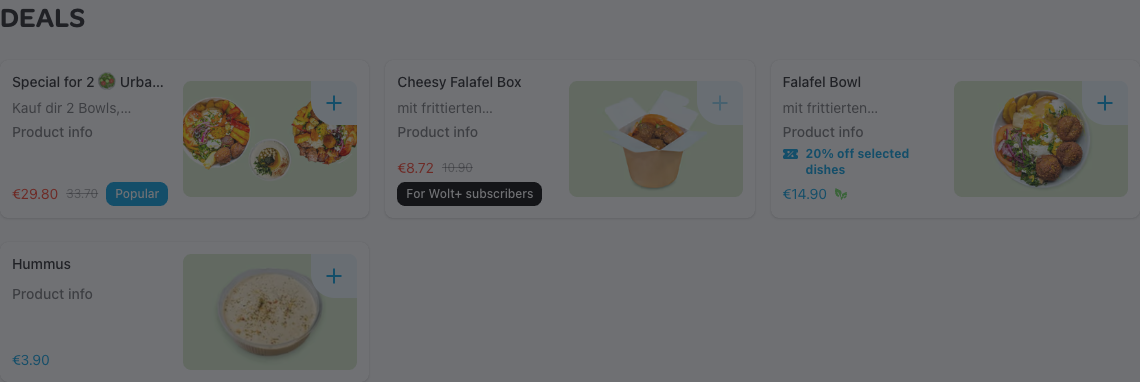 DEALS
Special for 2 🥗 Urba...
Kauf dir 2 Bowls,...
Product info
€29.80 33.70 Popular
Cheesy Falafel Box
mit frittierten...
Product info
€8.72 10.90
For Wolt+ subscribers
Falafel Bowl
mit frittierten...
Product info
20% off selected
dishes
€14.90
Hummus
Product info
€3.90